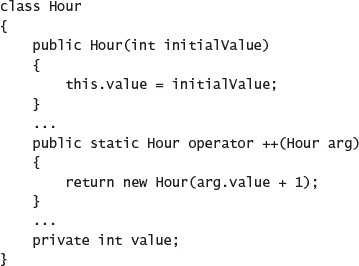 class Hour
{
    public Hour(int initialValue)
    {
        this.value = initialValue;
    }
    ...
    public static Hour operator ++(Hour arg)
    {
        return new Hour(arg.value + 1);
    }
    ...
    private int value;
}